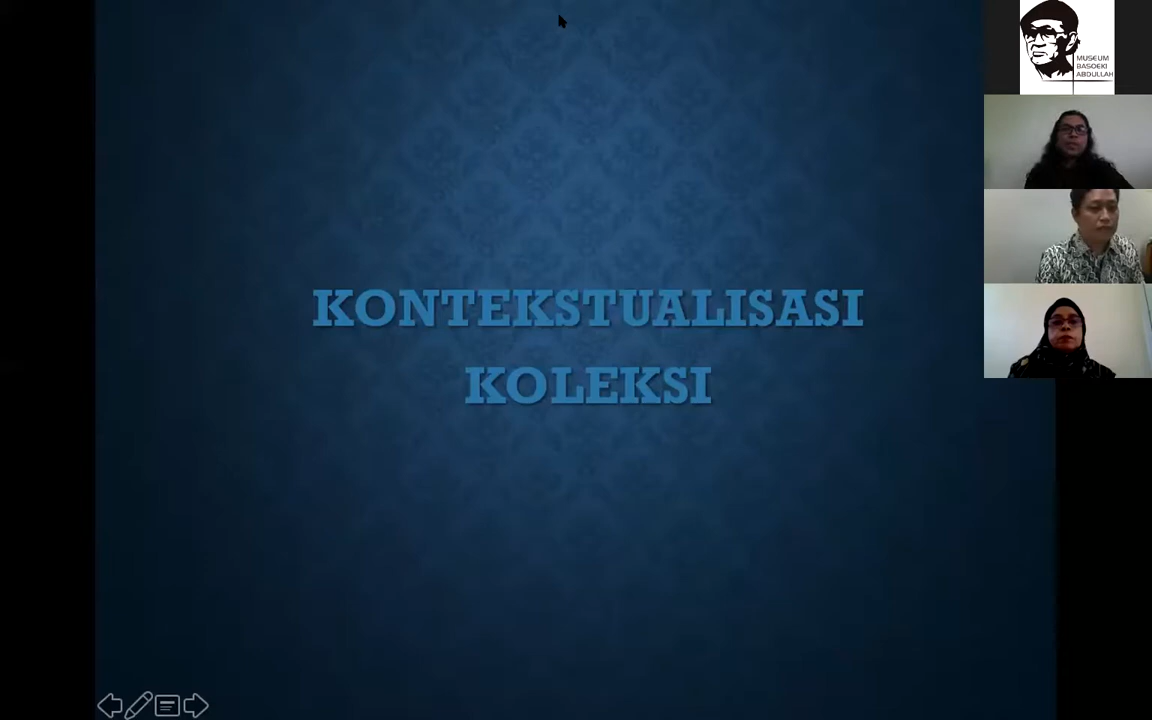 KONTEKSTUALISASI
KOLEKSI
MUSEUM
BASOEKI
ABDULLAH